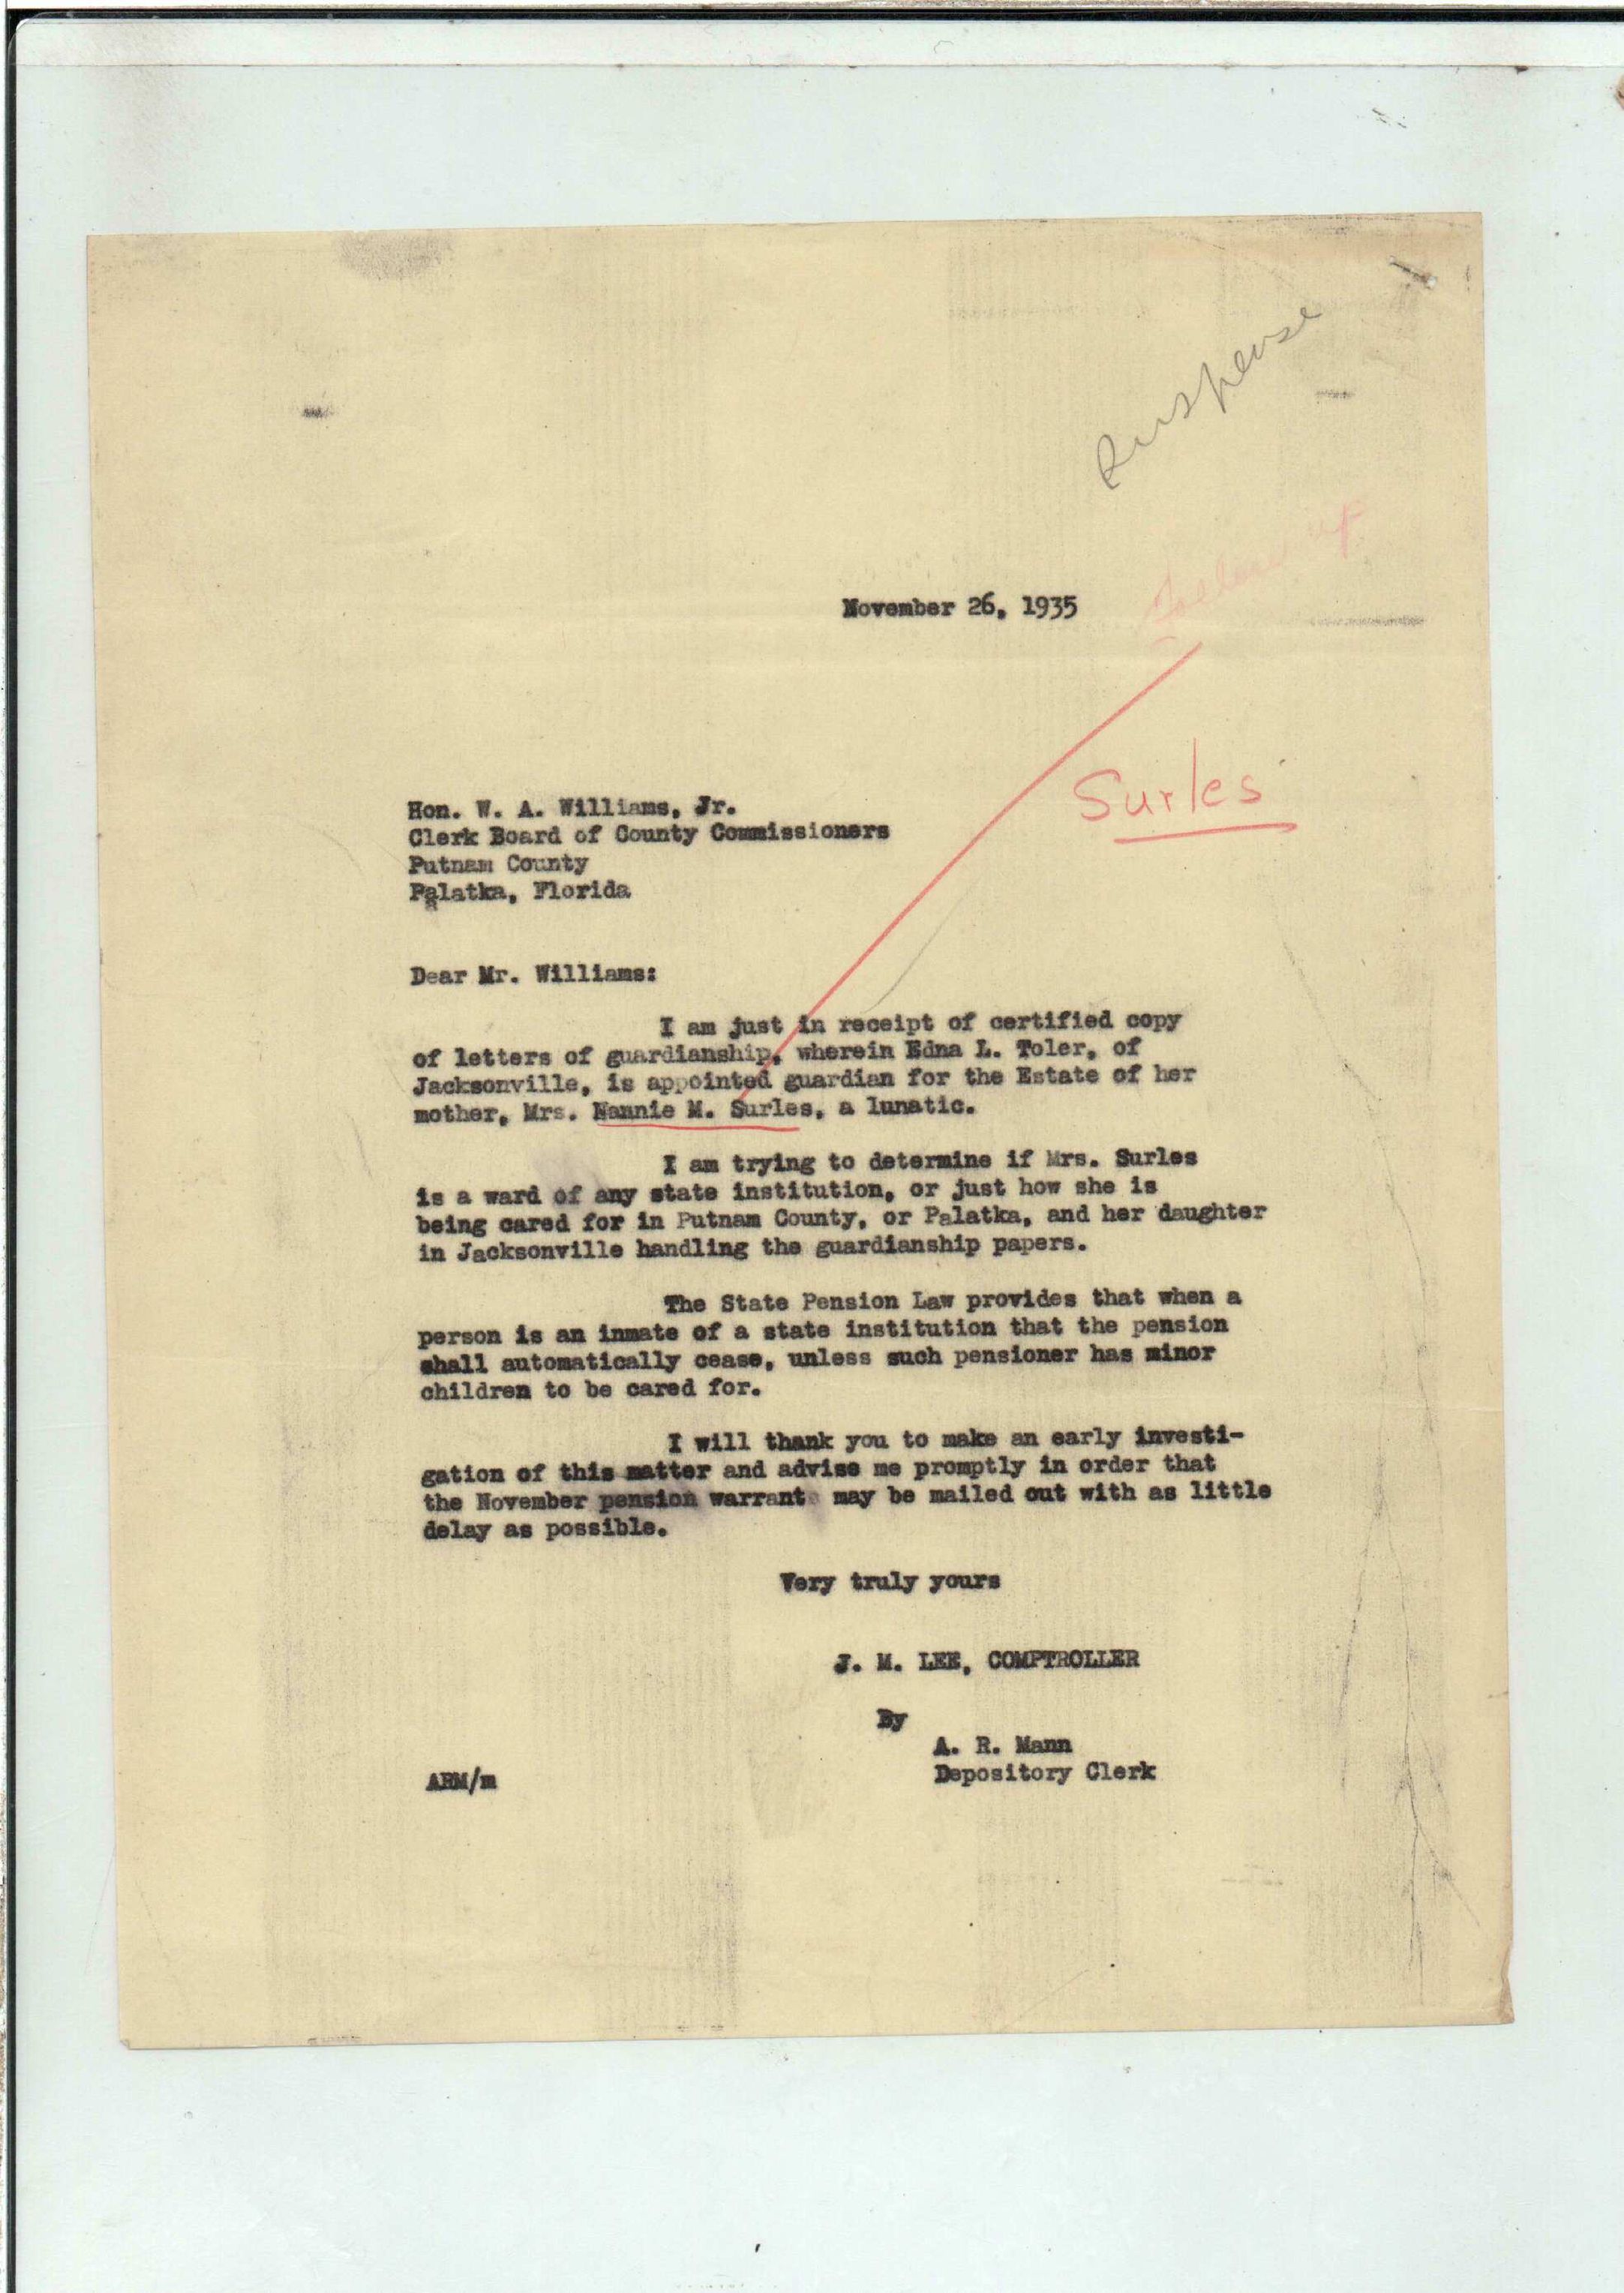 Suspense
Follow up
November 26, 1935
Surles
Hon. W. A. Williams, Jr.
Clerk Board of County Commissioners
Putnam County
Palatka, Florida
Dear Mr. Williams:
I am just in receipt of certified copy
of letters of guardianship, wherein Edna L. Toler, of
Jacksonville, is appointed guardian for the Estate of her
mother, Mrs. Nannie M. Surles, a lunatic.
I am trying to determine if Mrs. Surles
is a ward of any state institution, or just how she is
being cared for in Putnam County, or Palatka, and her daughter
in Jacksonville handling the guardianship papers.
The State Pension Law provides that when a
person is an inmate of a state institution that the pension
shall automatically cease, unless such pensioner has minor
children to be cared for.
I will thank you to make an early investi-
gation of this matter and advise me promptly in order that
the November pension warrant may be mailed out with as little
delay as possible.
Very truly yours
J. M. LEE, COMPTROLLER
By
A. R. Mann
Depository Clerk
ARM/m